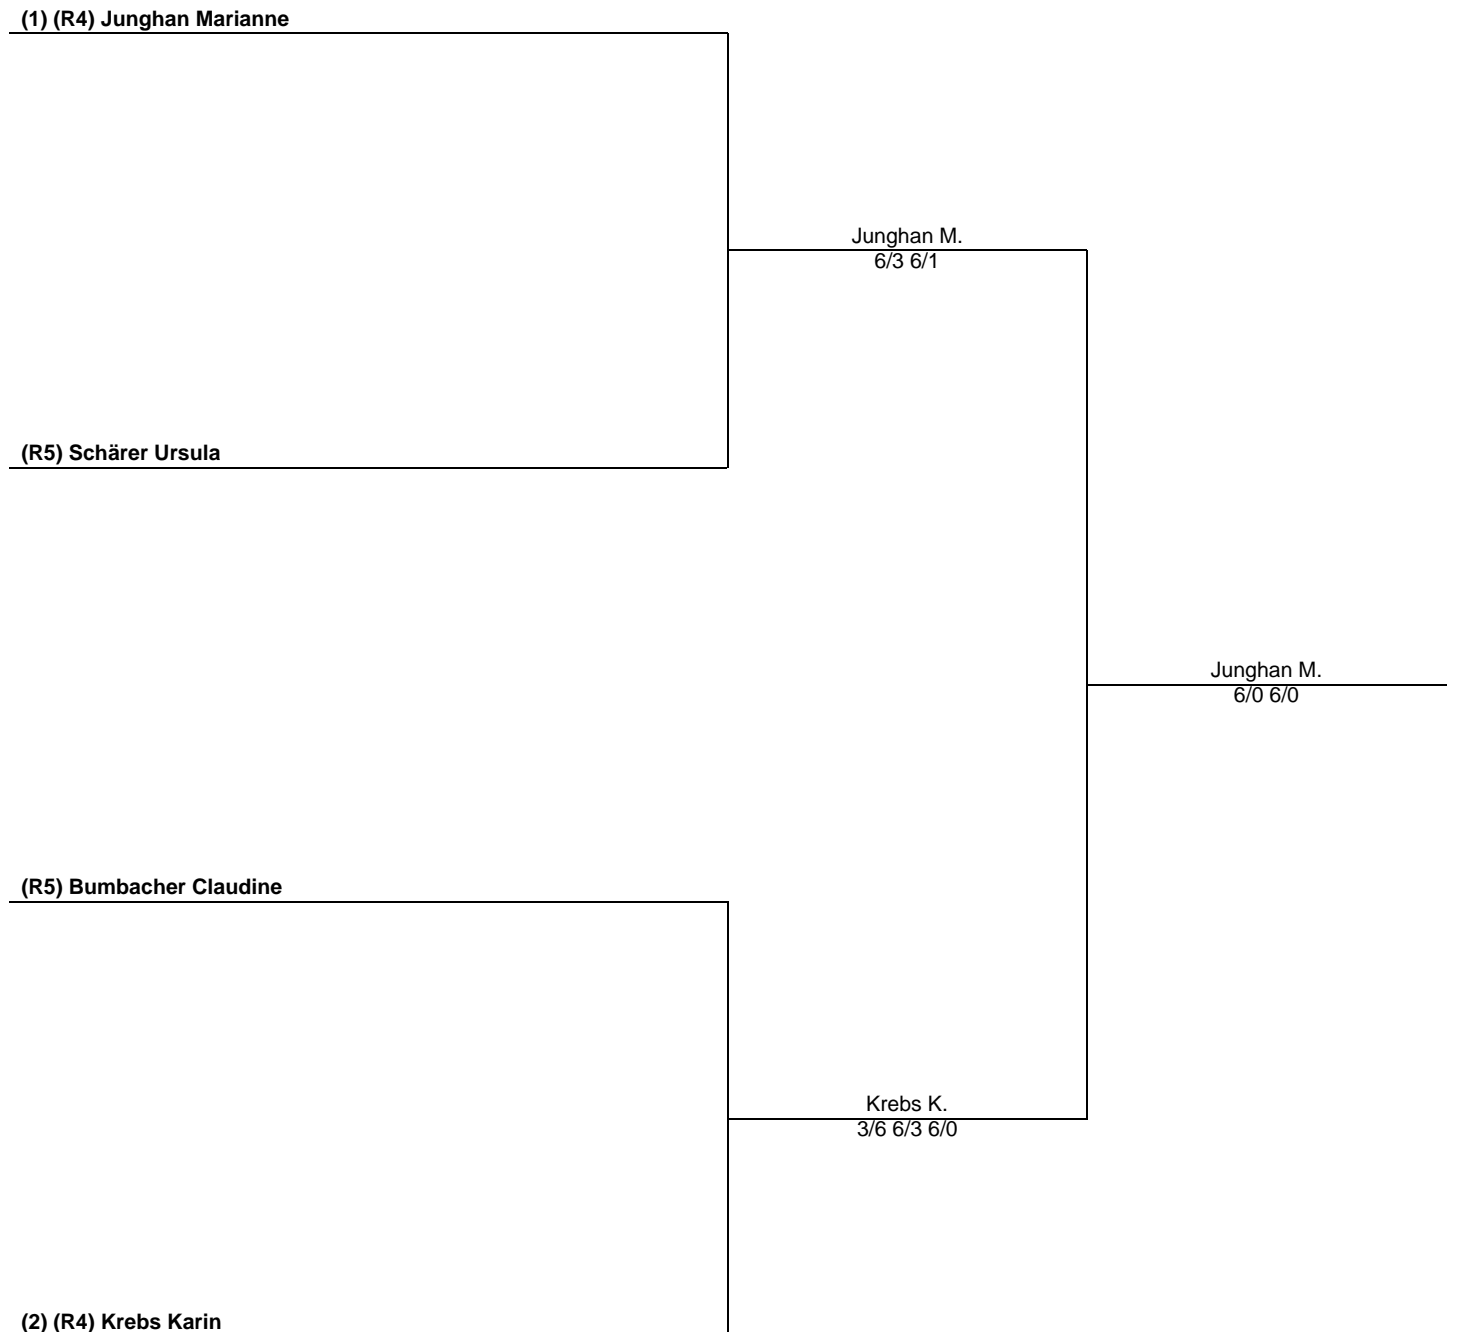 (1) (R4) Junghan Marianne
Junghan M.
6/3 6/1
(R5) Schärer Ursula
Junghan M.
6/0 6/0
(R5) Bumbacher Claudine
Krebs K.
3/6 6/3 6/0
(2) (R4) Krebs Karin